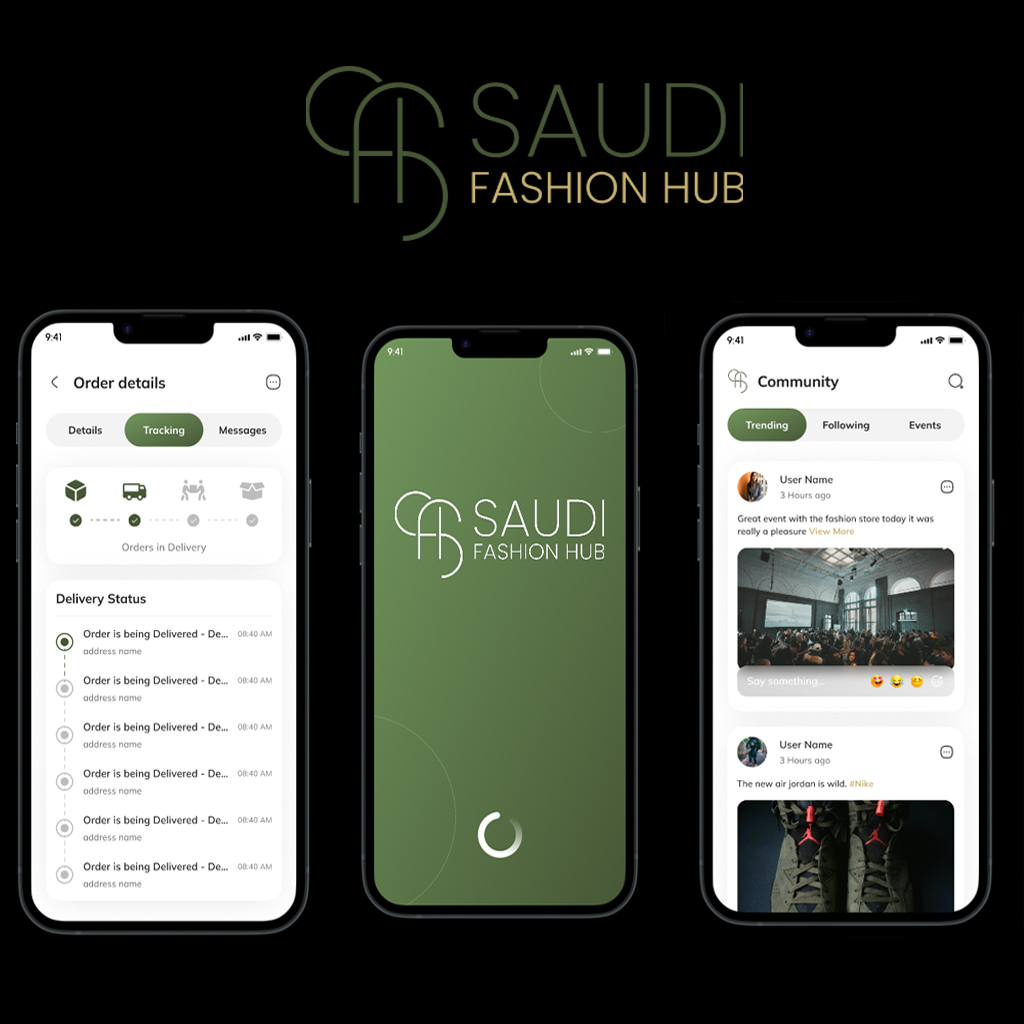 SAUDI
FASHION HUB
9:41
Order details
Details
Tracking
Messages
Orders in Delivery
Delivery Status
Order is being Delivered - De... 08:40 AM
address name
Order is being Delivered - De... 08:40 AM
address name
Order is being Delivered - De... 08:40 AM
address name
Order is being Delivered - De... 08:40 AM
address name
Order is being Delivered - De... 08:40 AM
address name
Order is being Delivered - De... 08:40 AM
address name
9:41
SAUDI
FASHION HUB
9:41
Community
Trending
Following
Events
User Name
3 Hours ago
Great event with the fashion store today it was
really a pleasure View More
Say something...
User Name
3 Hours ago
The new air jordan is wild. #Nike